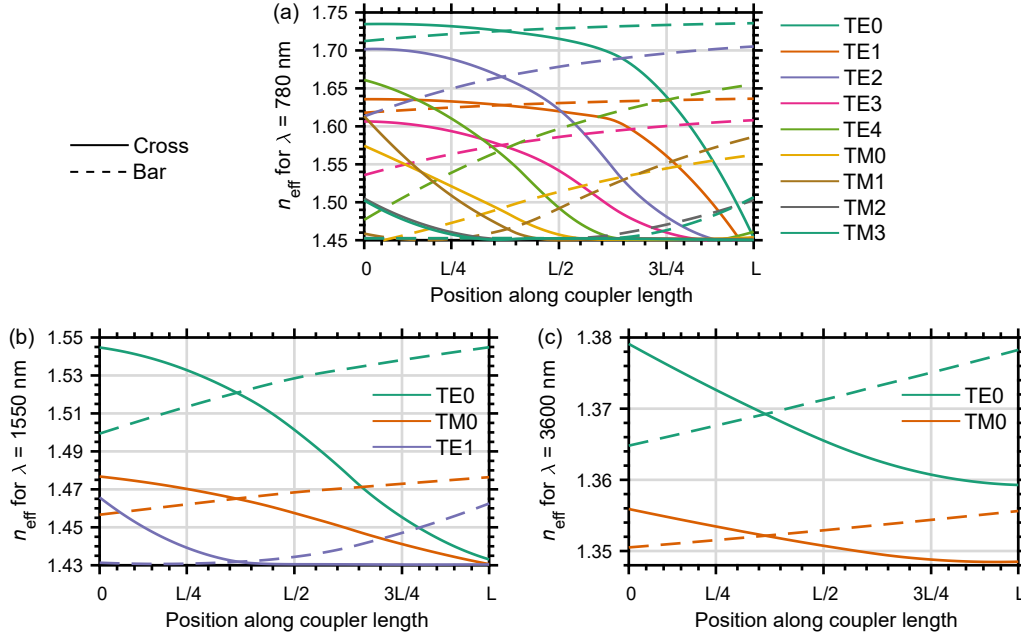 (a)
1.75
1.70
1.65
1.60
1.55
1.50
1.45
n_eff for λ = 780 nm
0 L/4 L/2 3L/4 L
Position along coupler length
Cross
Bar
TE0
TE1
TE2
TE3
TE4
TM0
TM1
TM2
TM3
(b)
1.55
1.53
1.51
1.49
1.47
1.45
1.43
n_eff for λ = 1550 nm
0 L/4 L/2 3L/4 L
Position along coupler length
TE0
TM0
TE1
(c)
1.38
1.37
1.36
1.35
n_eff for λ = 3600 nm
0 L/4 L/2 3L/4 L
Position along coupler length
TE0
TM0